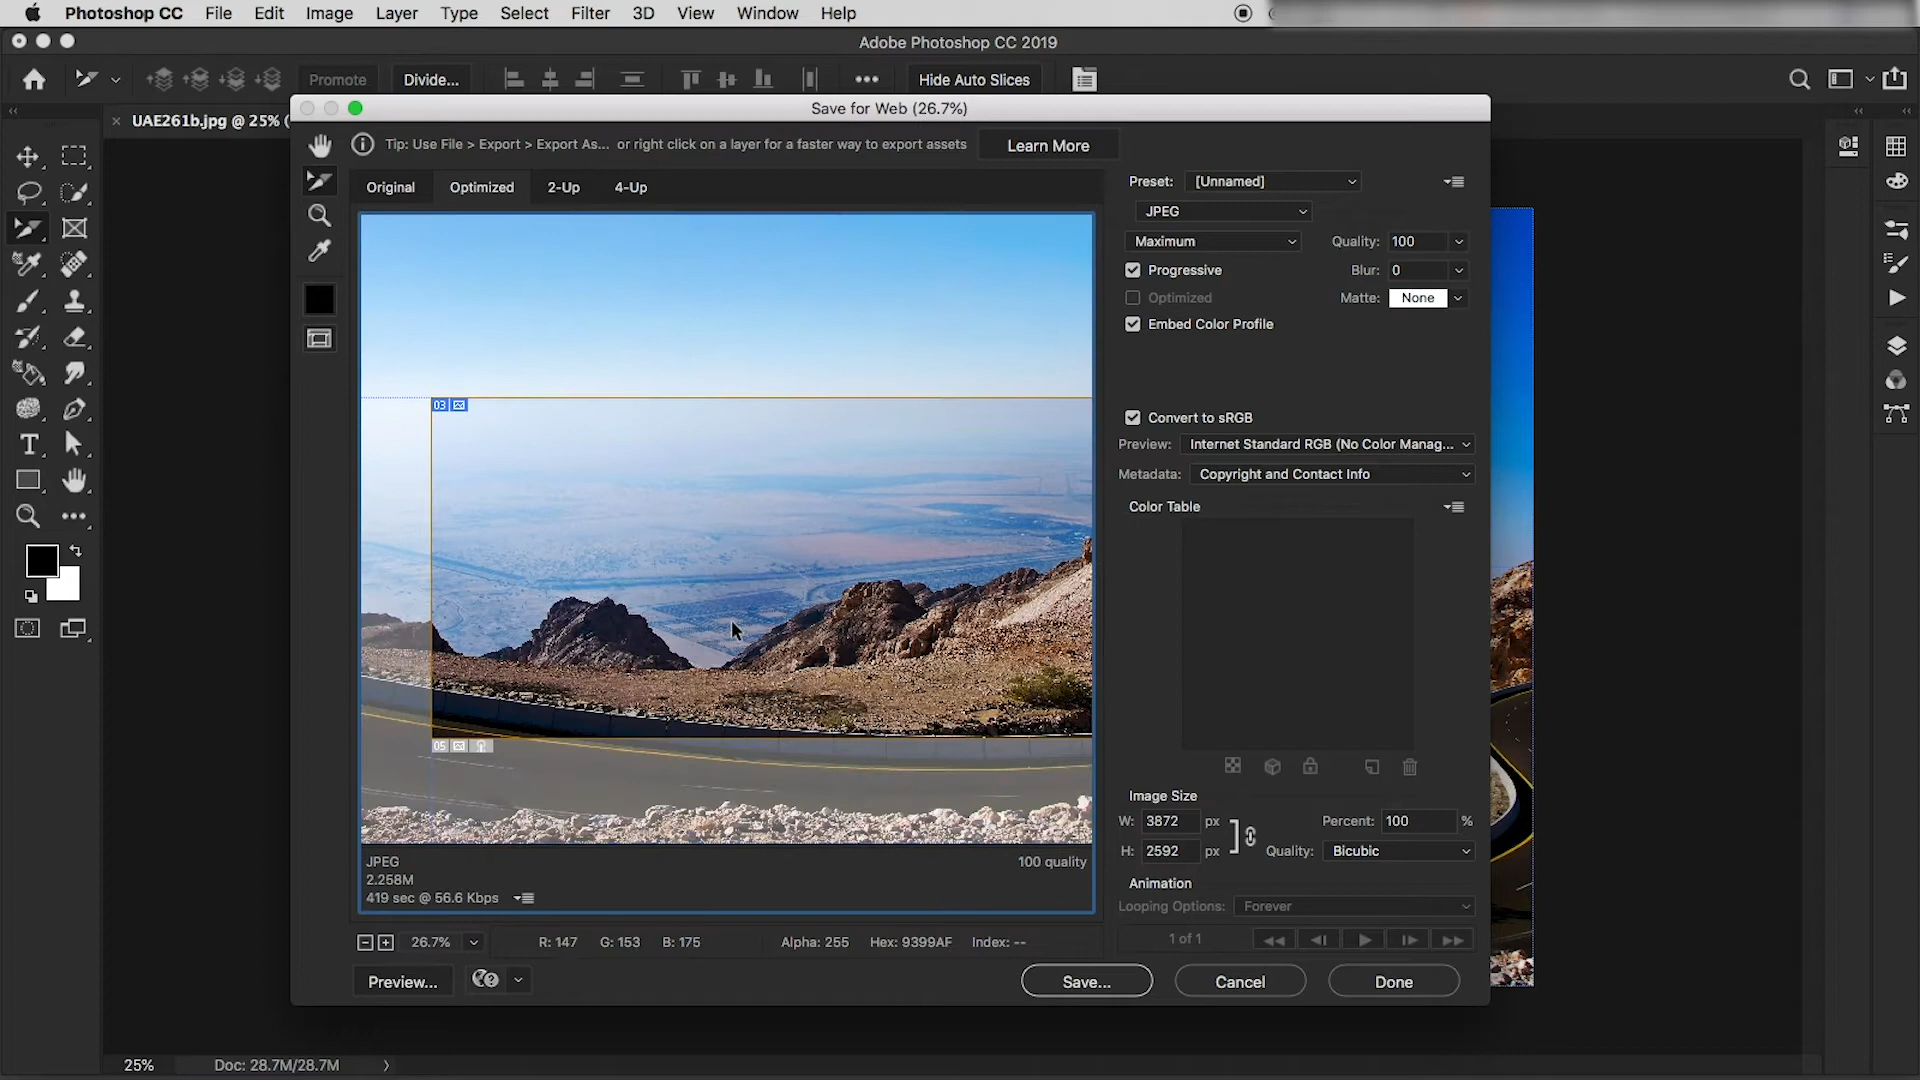 Photoshop CC File Edit Image Layer Type Select Filter 3D View Window Help
Adobe Photoshop CC 2019
Promote Divide... Hide Auto Slices
UAE261b.jpg @ 25% (
Save for Web (26.7%)
Tip: Use File > Export > Export As... or right click on a layer for a faster way to export assets Learn More
Original Optimized 2-Up 4-Up
Preset: [Unnamed]
JPEG
Maximum Quality: 100
Progressive Blur: 0
Optimized Matte: None
Embed Color Profile
Convert to sRGB
Preview: Internet Standard RGB (No Color Manag...
Metadata: Copyright and Contact Info
Color Table
03
05
Image Size
W: 3872 px Percent: 100 %
H: 2592 px Quality: Bicubic
Animation
Looping Options: Forever
1 of 1
JPEG 100 quality
2.258M
419 sec @ 56.6 Kbps
26.7% R: 147 G: 153 B: 175 Alpha: 255 Hex: 9399AF Index: --
Preview... Save... Cancel Done
25% Doc: 28.7M/28.7M